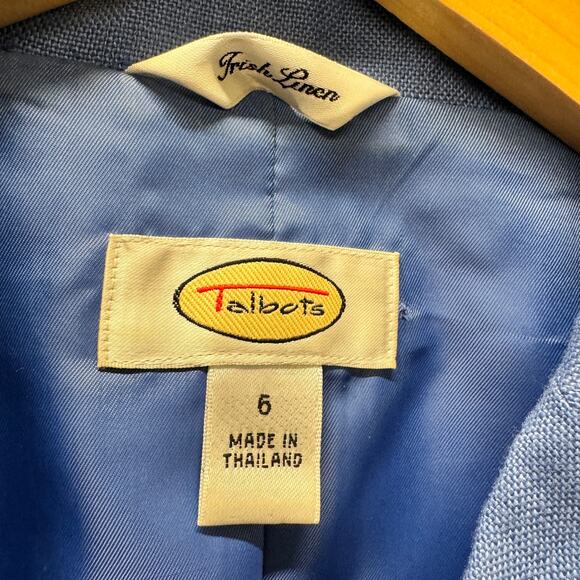 Irish Linen
Talbots
6
MADE IN
THAILAND